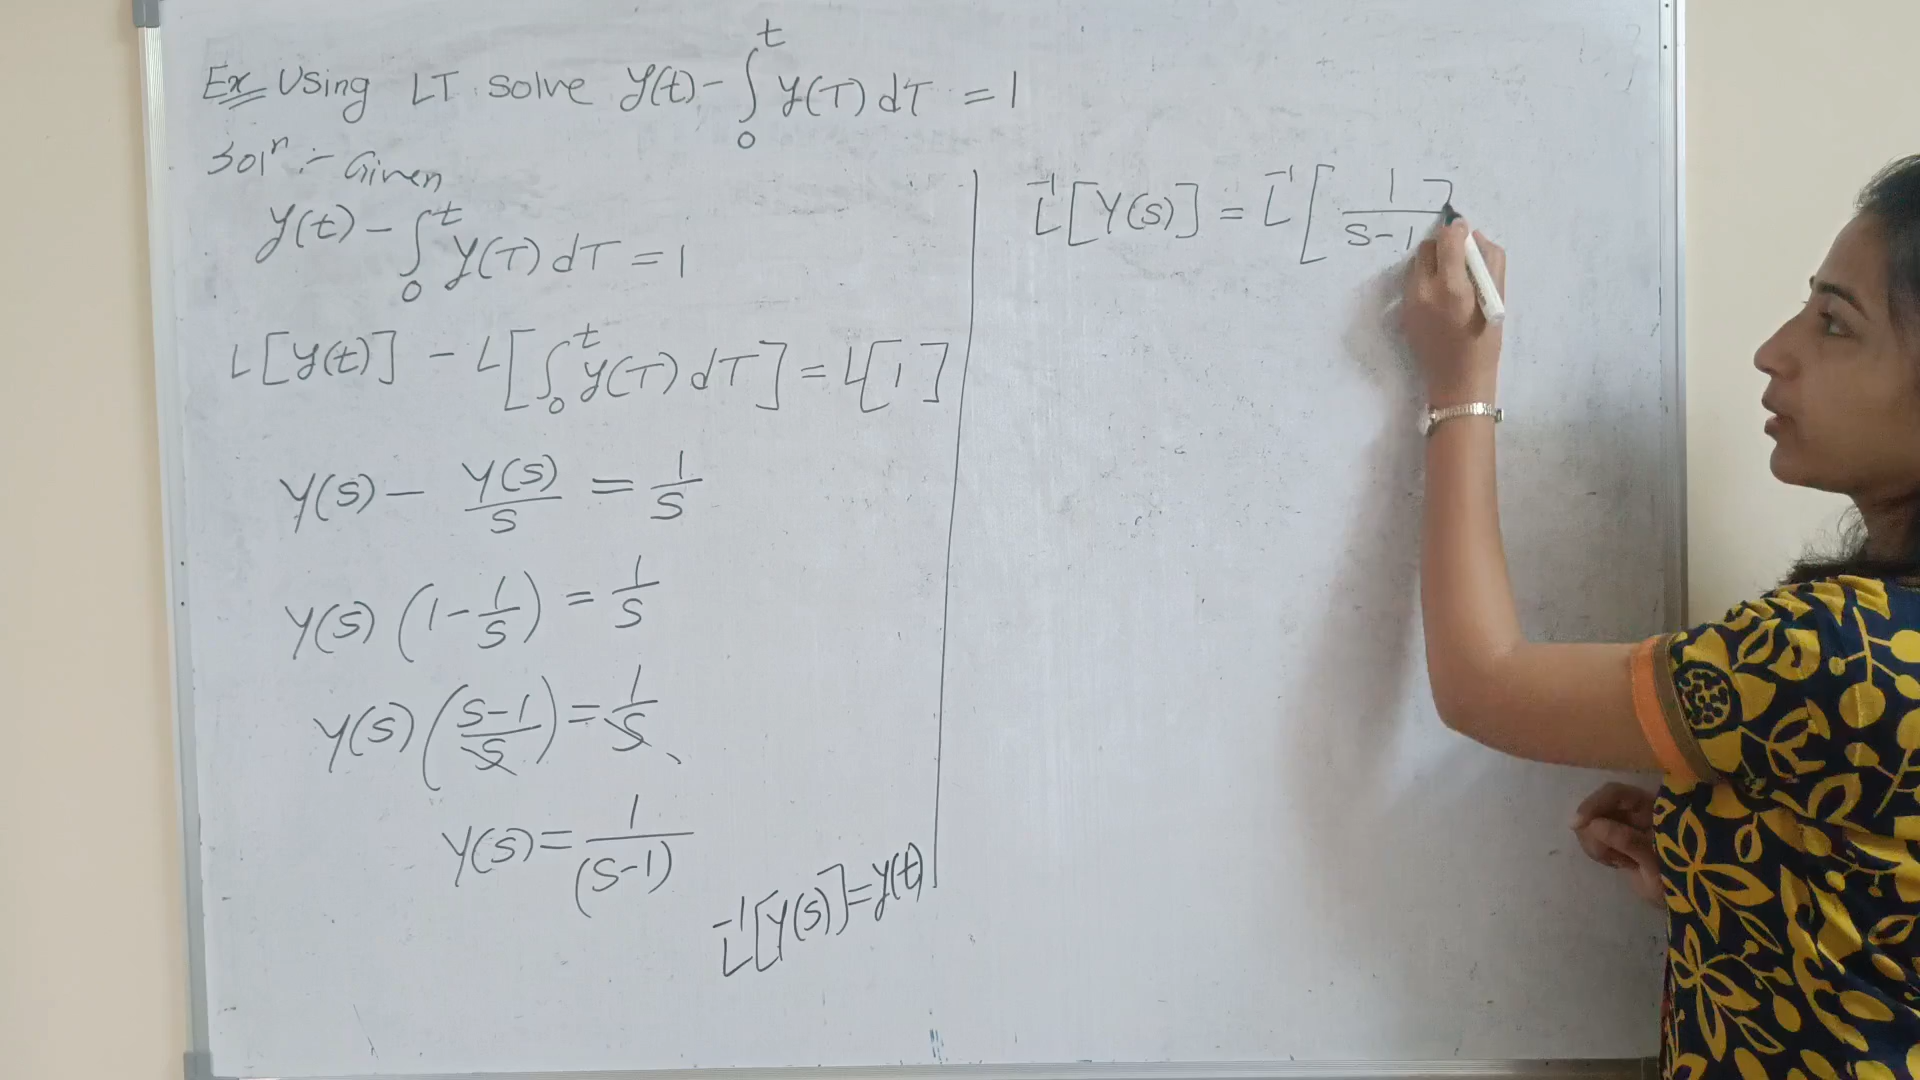 Ex Using LT solve y(t) - ∫₀ᵗ y(T) dT = 1
Solⁿ :- Given
y(t) - ∫₀ᵗ y(T) dT = 1
L[y(t)] - L[∫₀ᵗ y(T) dT] = L[1]
Y(s) - Y(s)/s = 1/s
Y(s) (1 - 1/s) = 1/s
Y(s) ((s-1)/s) = 1/s
Y(s) = 1/(s-1)
L⁻¹[Y(s)] = y(t)
L⁻¹[Y(s)] = L⁻¹[1/(s-1)]